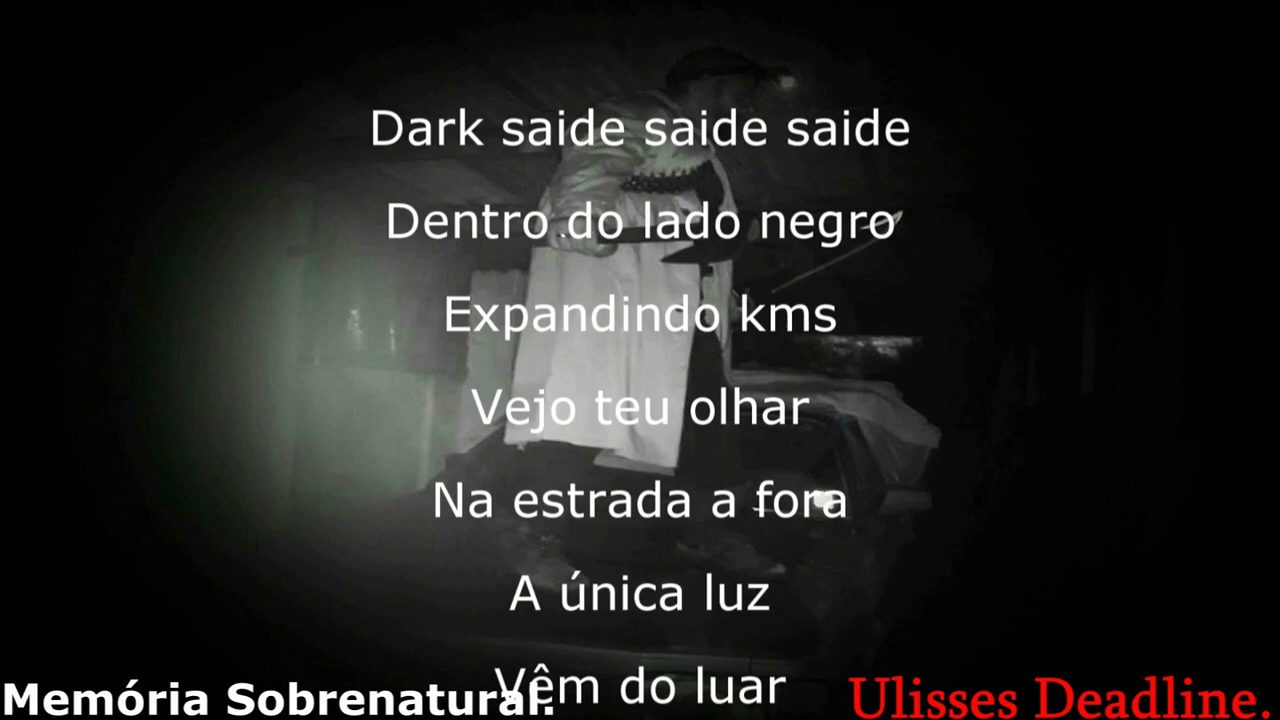 Dark saide saide saide
Dentro do lado negro
Expandindo kms
Vejo teu olhar
Na estrada a fora
A única luz
Vêm do luar
Memória Sobrenatural.
Ulisses Deadline.